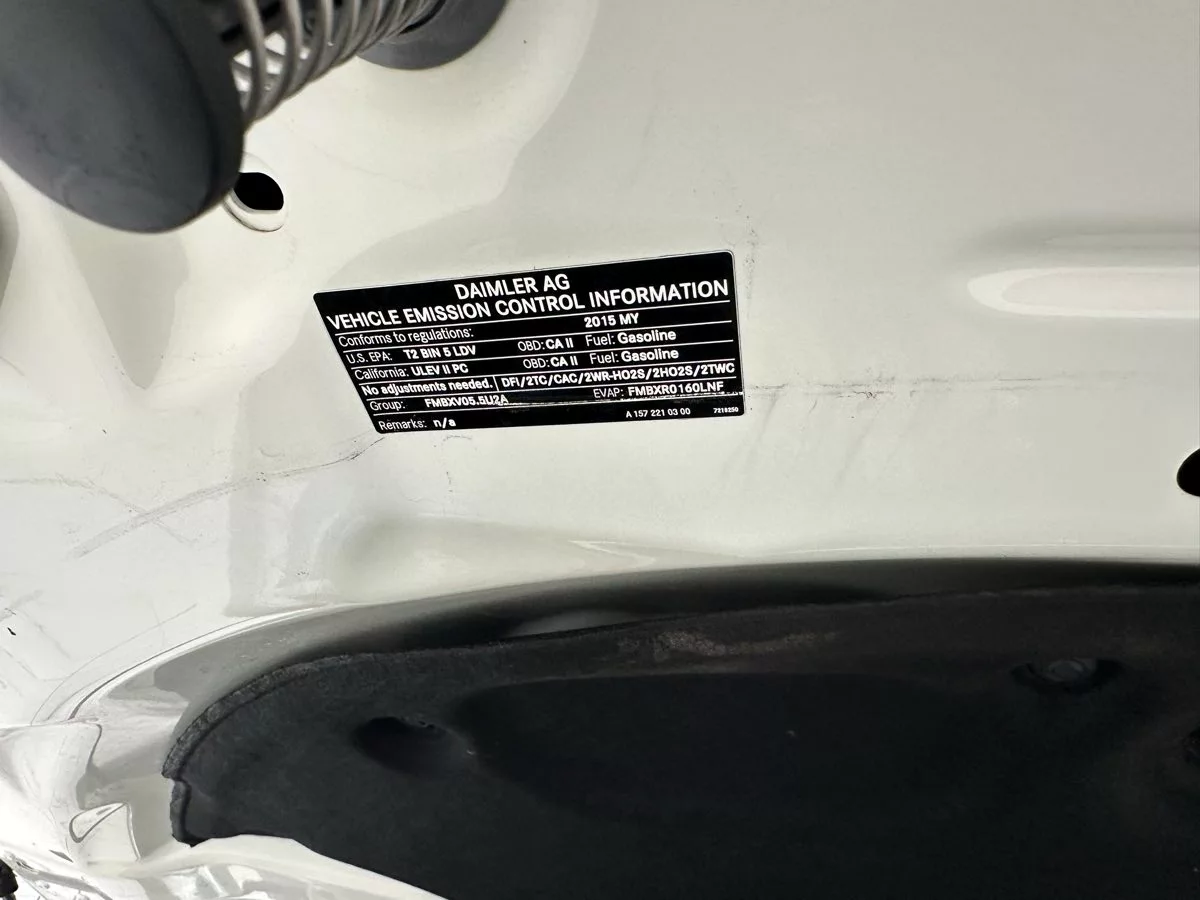 DAIMLER AG
VEHICLE EMISSION CONTROL INFORMATION
Conforms to regulations: 2015 MY
U.S. EPA: T2 BIN 5 LDV OBD: CA II Fuel: Gasoline
California: ULEV II PC OBD: CA II Fuel: Gasoline
No adjustments needed. DFI/2TC/CAC/2WR-HO2S/2HO2S/2TWC
Group: FMBXV05.5U2A EVAP: FMBXR0160LNF
Remarks: n/a A 157 221 03 00 7218250